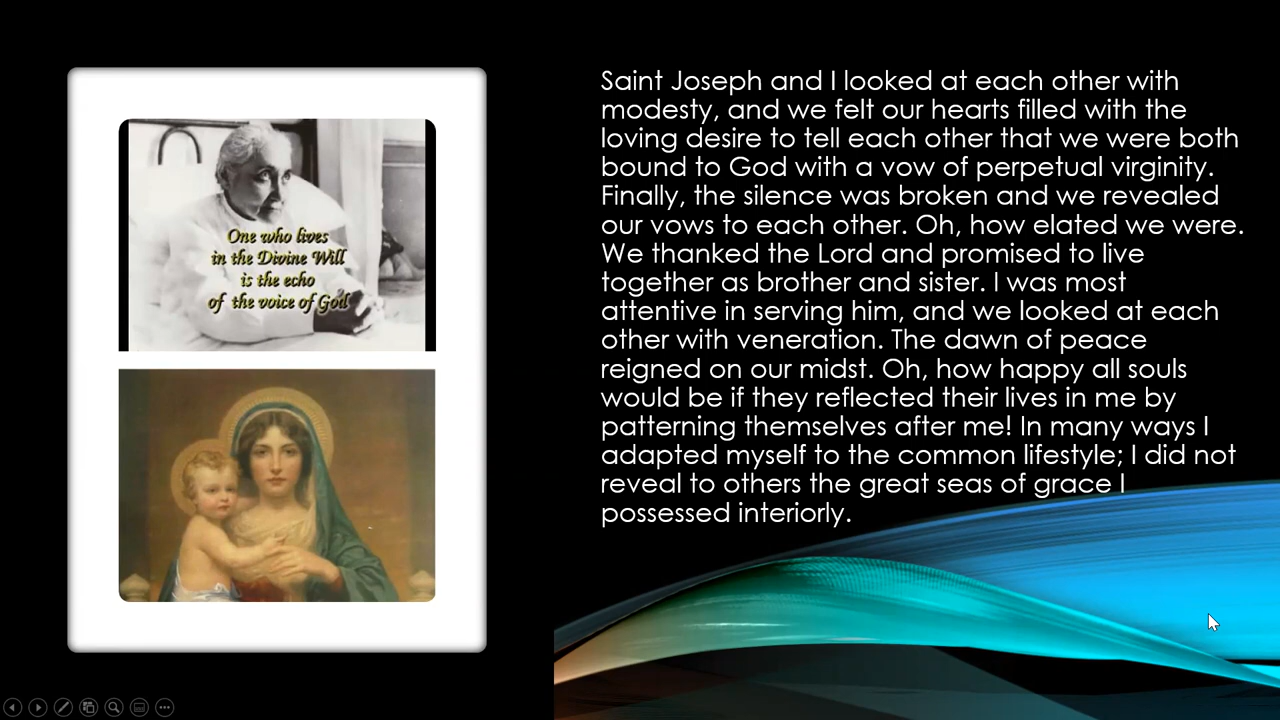 One who lives
in the Divine Will
is the echo
of the voice of God
Saint Joseph and I looked at each other with
modesty, and we felt our hearts filled with the
loving desire to tell each other that we were both
bound to God with a vow of perpetual virginity.
Finally, the silence was broken and we revealed
our vows to each other. Oh, how elated we were.
We thanked the Lord and promised to live
together as brother and sister. I was most
attentive in serving him, and we looked at each
other with veneration. The dawn of peace
reigned on our midst. Oh, how happy all souls
would be if they reflected their lives in me by
patterning themselves after me! In many ways I
adapted myself to the common lifestyle; I did not
reveal to others the great seas of grace I
possessed interiorly.